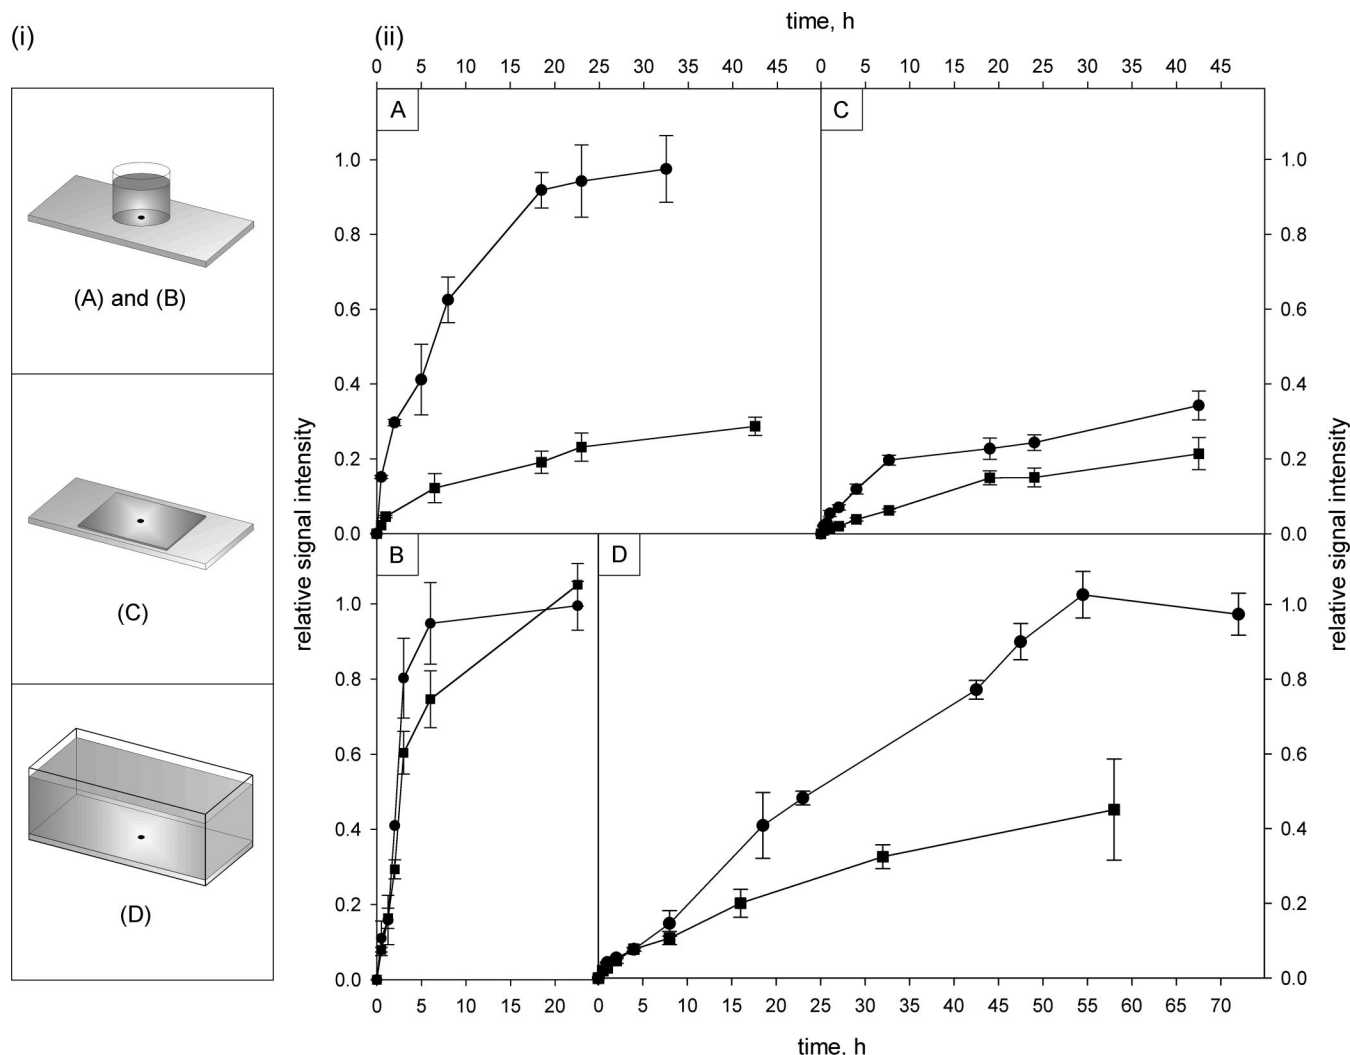 (i)
(ii)
time, h
0 5 10 15 20 25 30 35 40 45
0 5 10 15 20 25 30 35 40 45
A
C
1.0
0.8
0.6
0.4
0.2
0.0
1.0
0.8
0.6
0.4
0.2
0.0
(A) and (B)
(C)
(D)
relative signal intensity
relative signal intensity
B
D
1.0
0.8
0.6
0.4
0.2
0.0
1.0
0.8
0.6
0.4
0.2
0.0
0 5 10 15 20
0 5 10 15 20 25 30 35 40 45 50 55 60 65 70
time, h